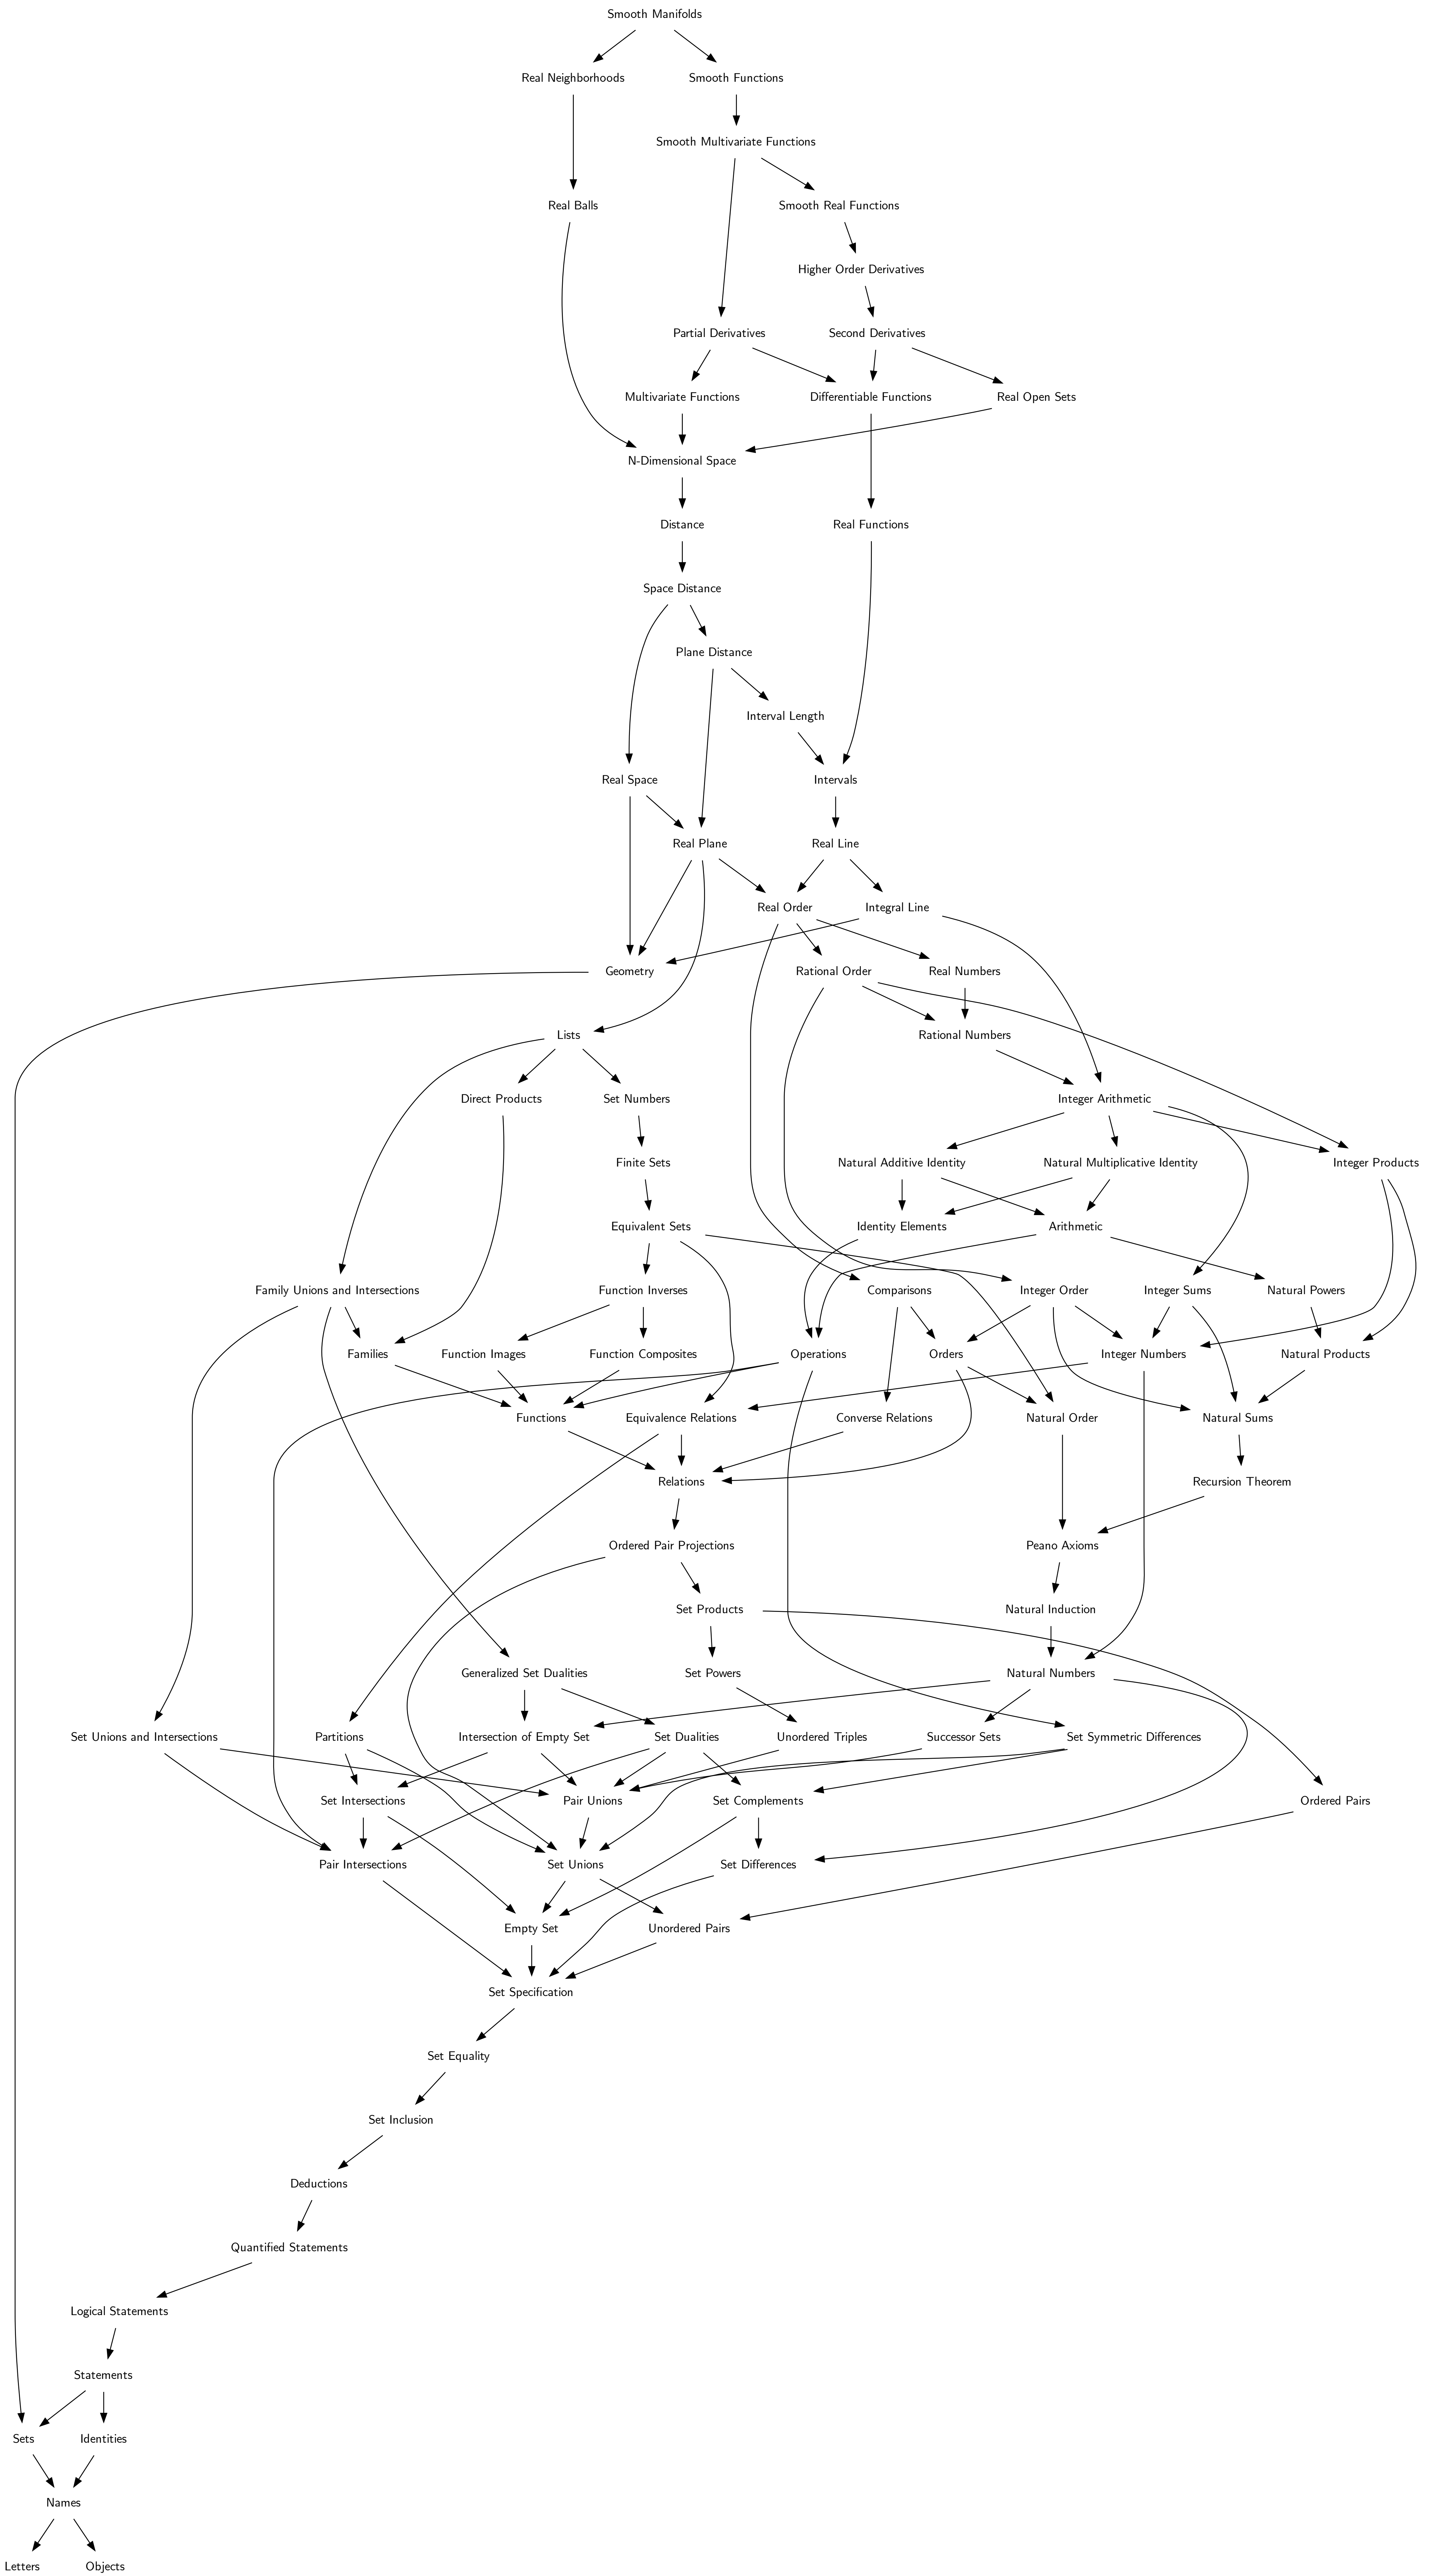 Smooth Manifolds
Real Neighborhoods
Smooth Functions
Smooth Multivariate Functions
Real Balls
Smooth Real Functions
Higher Order Derivatives
Partial Derivatives
Second Derivatives
Multivariate Functions
Differentiable Functions
Real Open Sets
N-Dimensional Space
Distance
Real Functions
Space Distance
Plane Distance
Interval Length
Real Space
Intervals
Real Plane
Real Line
Real Order
Integral Line
Geometry
Rational Order
Real Numbers
Lists
Rational Numbers
Direct Products
Set Numbers
Integer Arithmetic
Finite Sets
Natural Additive Identity
Natural Multiplicative Identity
Integer Products
Equivalent Sets
Identity Elements
Arithmetic
Family Unions and Intersections
Function Inverses
Comparisons
Integer Order
Integer Sums
Natural Powers
Families
Function Images
Function Composites
Operations
Orders
Integer Numbers
Natural Products
Functions
Equivalence Relations
Converse Relations
Natural Order
Natural Sums
Relations
Recursion Theorem
Ordered Pair Projections
Peano Axioms
Set Products
Natural Induction
Generalized Set Dualities
Set Powers
Natural Numbers
Set Unions and Intersections
Partitions
Intersection of Empty Set
Set Dualities
Unordered Triples
Successor Sets
Set Symmetric Differences
Set Intersections
Pair Unions
Set Complements
Ordered Pairs
Pair Intersections
Set Unions
Set Differences
Empty Set
Unordered Pairs
Set Specification
Set Equality
Set Inclusion
Deductions
Quantified Statements
Logical Statements
Statements
Sets
Identities
Names
Letters
Objects